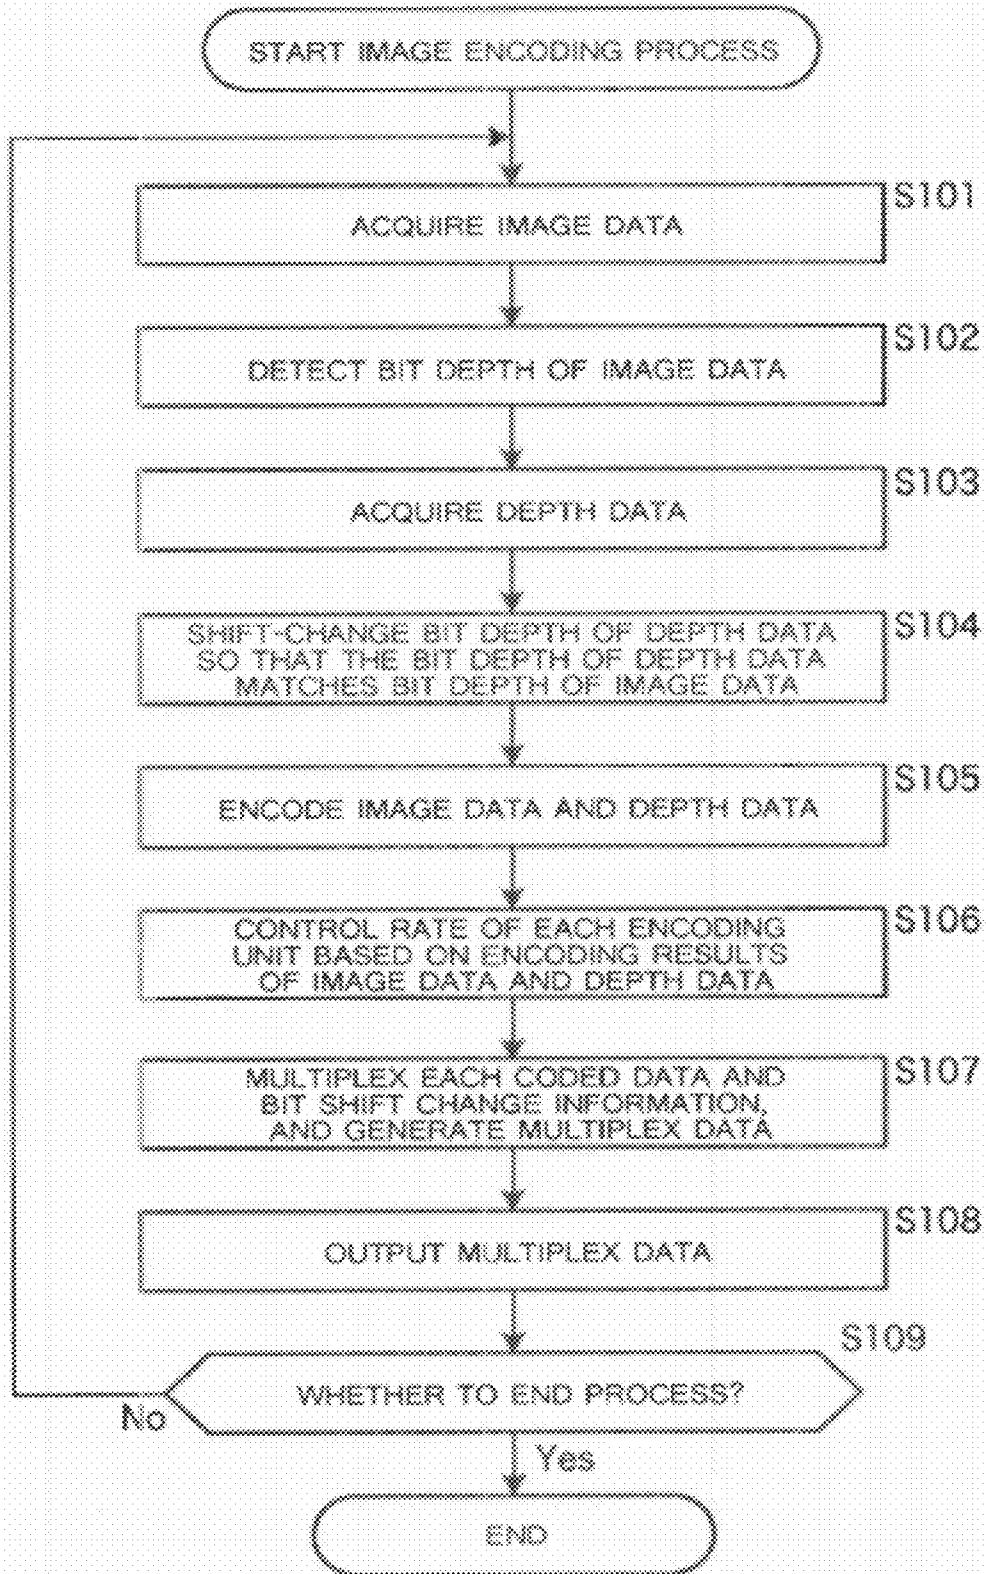 START IMAGE ENCODING PROCESS
S101
ACQUIRE IMAGE DATA
S102
DETECT BIT DEPTH OF IMAGE DATA
S103
ACQUIRE DEPTH DATA
S104
SHIFT-CHANGE BIT DEPTH OF DEPTH DATA
SO THAT THE BIT DEPTH OF DEPTH DATA
MATCHES BIT DEPTH OF IMAGE DATA
S105
ENCODE IMAGE DATA AND DEPTH DATA
S106
CONTROL RATE OF EACH ENCODING
UNIT BASED ON ENCODING RESULTS
OF IMAGE DATA AND DEPTH DATA
S107
MULTIPLEX EACH CODED DATA AND
BIT SHIFT CHANGE INFORMATION,
AND GENERATE MULTIPLEX DATA
S108
OUTPUT MULTIPLEX DATA
S109
WHETHER TO END PROCESS?
No
Yes
END